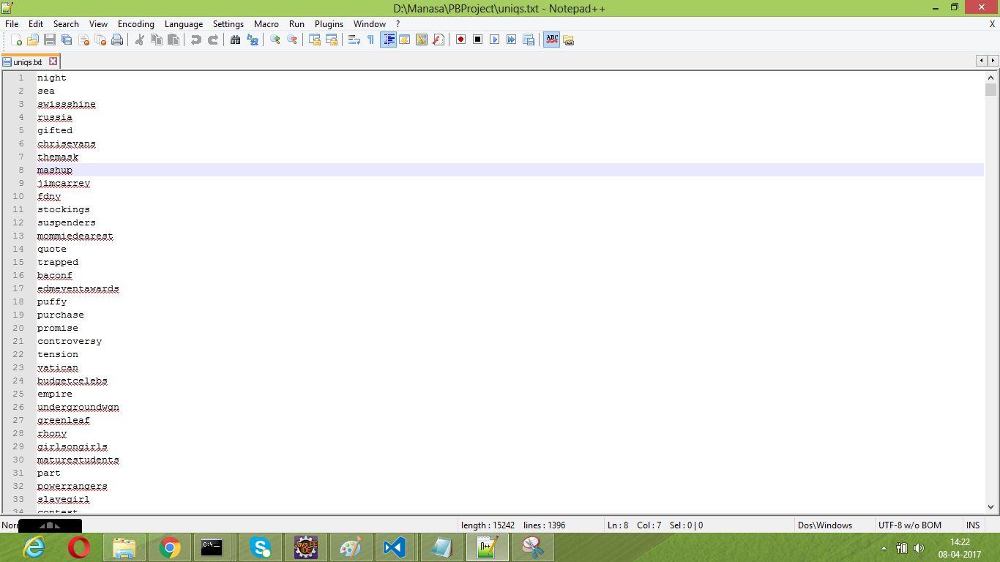 D:\Manasa\PBProject\uniqs.txt - Notepad++
File Edit Search View Encoding Language Settings Macro Run Plugins Window ? X
ABC
uniqs.txt
1 night
2 sea
3 swissshine
4 russia
5 gifted
6 chrisevans
7 themask
8 mashup
9 jimcarrey
10 fdny
11 stockings
12 suspenders
13 mommiedearest
14 quote
15 trapped
16 baconf
17 edmeventawards
18 puffy
19 purchase
20 promise
21 controversy
22 tension
23 vatican
24 budgetcelebs
25 empire
26 undergroundwgn
27 greenleaf
28 rhony
29 girlsongirls
30 maturestudents
31 part
32 powerrangers
33 slavegirl
34 contest
length : 15242 lines : 1396 Ln : 8 Col : 7 Sel : 0 | 0 Dos\Windows UTF-8 w/o BOM INS
C:\-
Java EE
IDE
14:22
08-04-2017